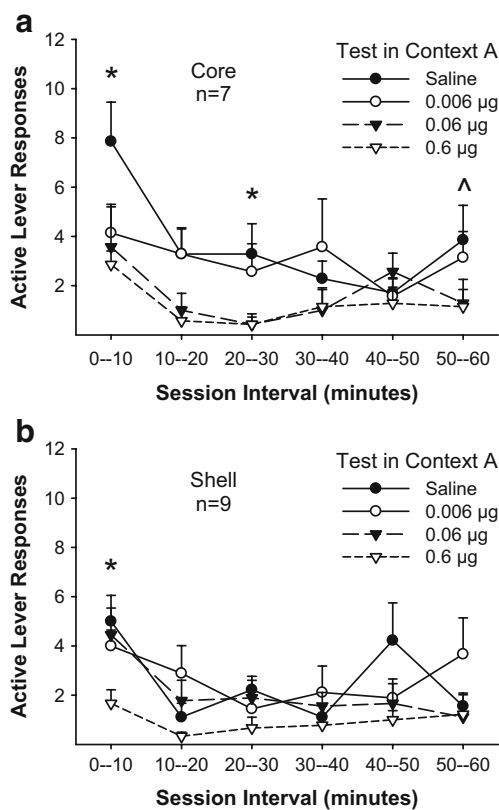 a
12
10
8
6
4
2
Active Lever Responses
*
*
^
Core
n=7
Test in Context A
Saline
0.006 µg
0.06 µg
0.6 µg
0--10
10--20
20--30
30--40
40--50
50--60
Session Interval (minutes)
b
12
10
8
6
4
2
Active Lever Responses
*
Shell
n=9
Test in Context A
Saline
0.006 µg
0.06 µg
0.6 µg
0--10
10--20
20--30
30--40
40--50
50--60
Session Interval (minutes)